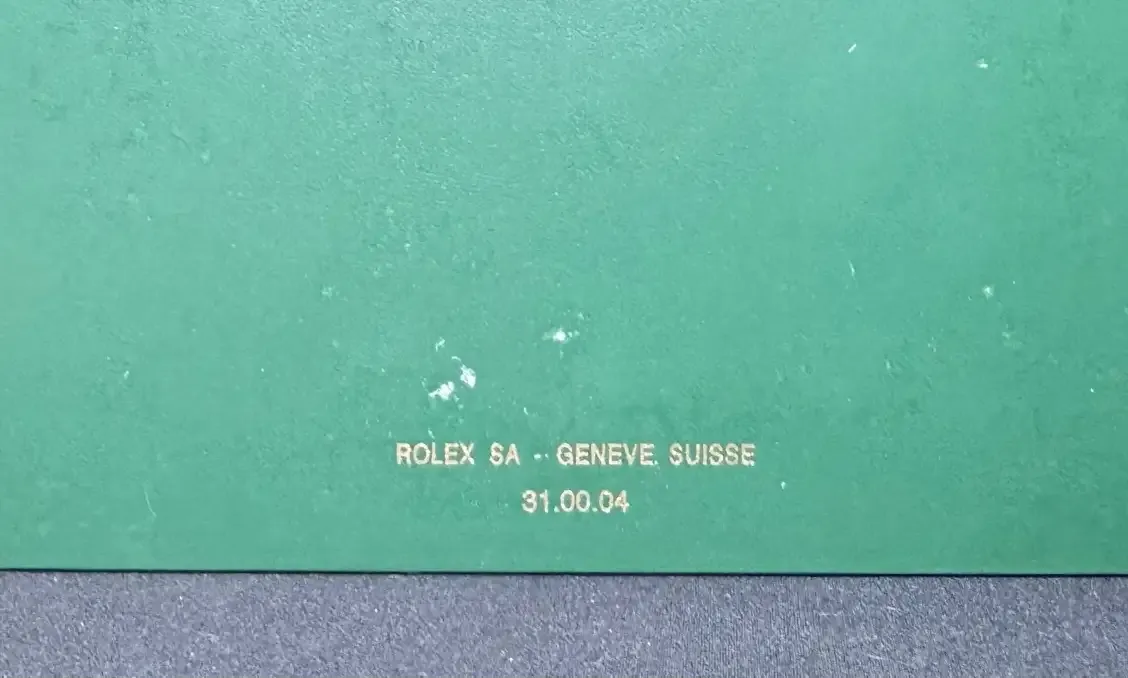 ROLEX SA - GENEVE SUISSE
31.00.04